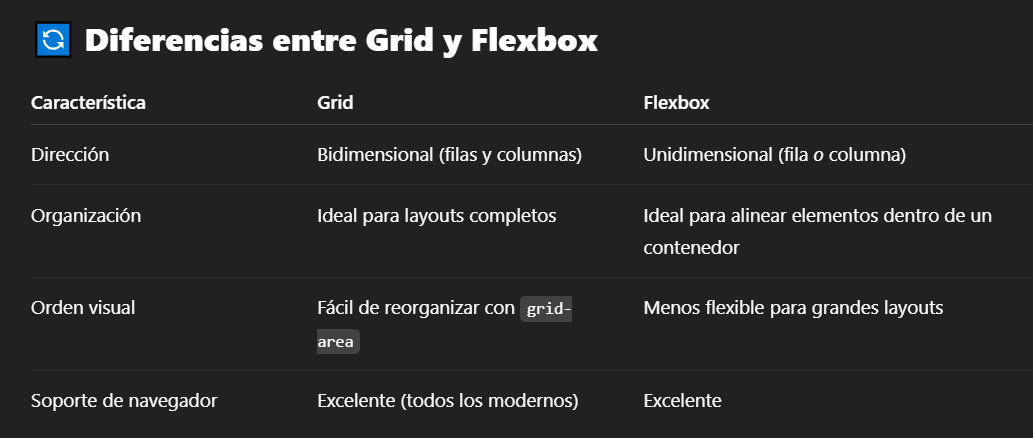 Diferencias entre Grid y Flexbox
Característica Grid Flexbox
Dirección Bidimensional (filas y columnas) Unidimensional (fila o columna)
Organización Ideal para layouts completos Ideal para alinear elementos dentro de un
contenedor
Orden visual Fácil de reorganizar con grid- Menos flexible para grandes layouts
area
Soporte de navegador Excelente (todos los modernos) Excelente